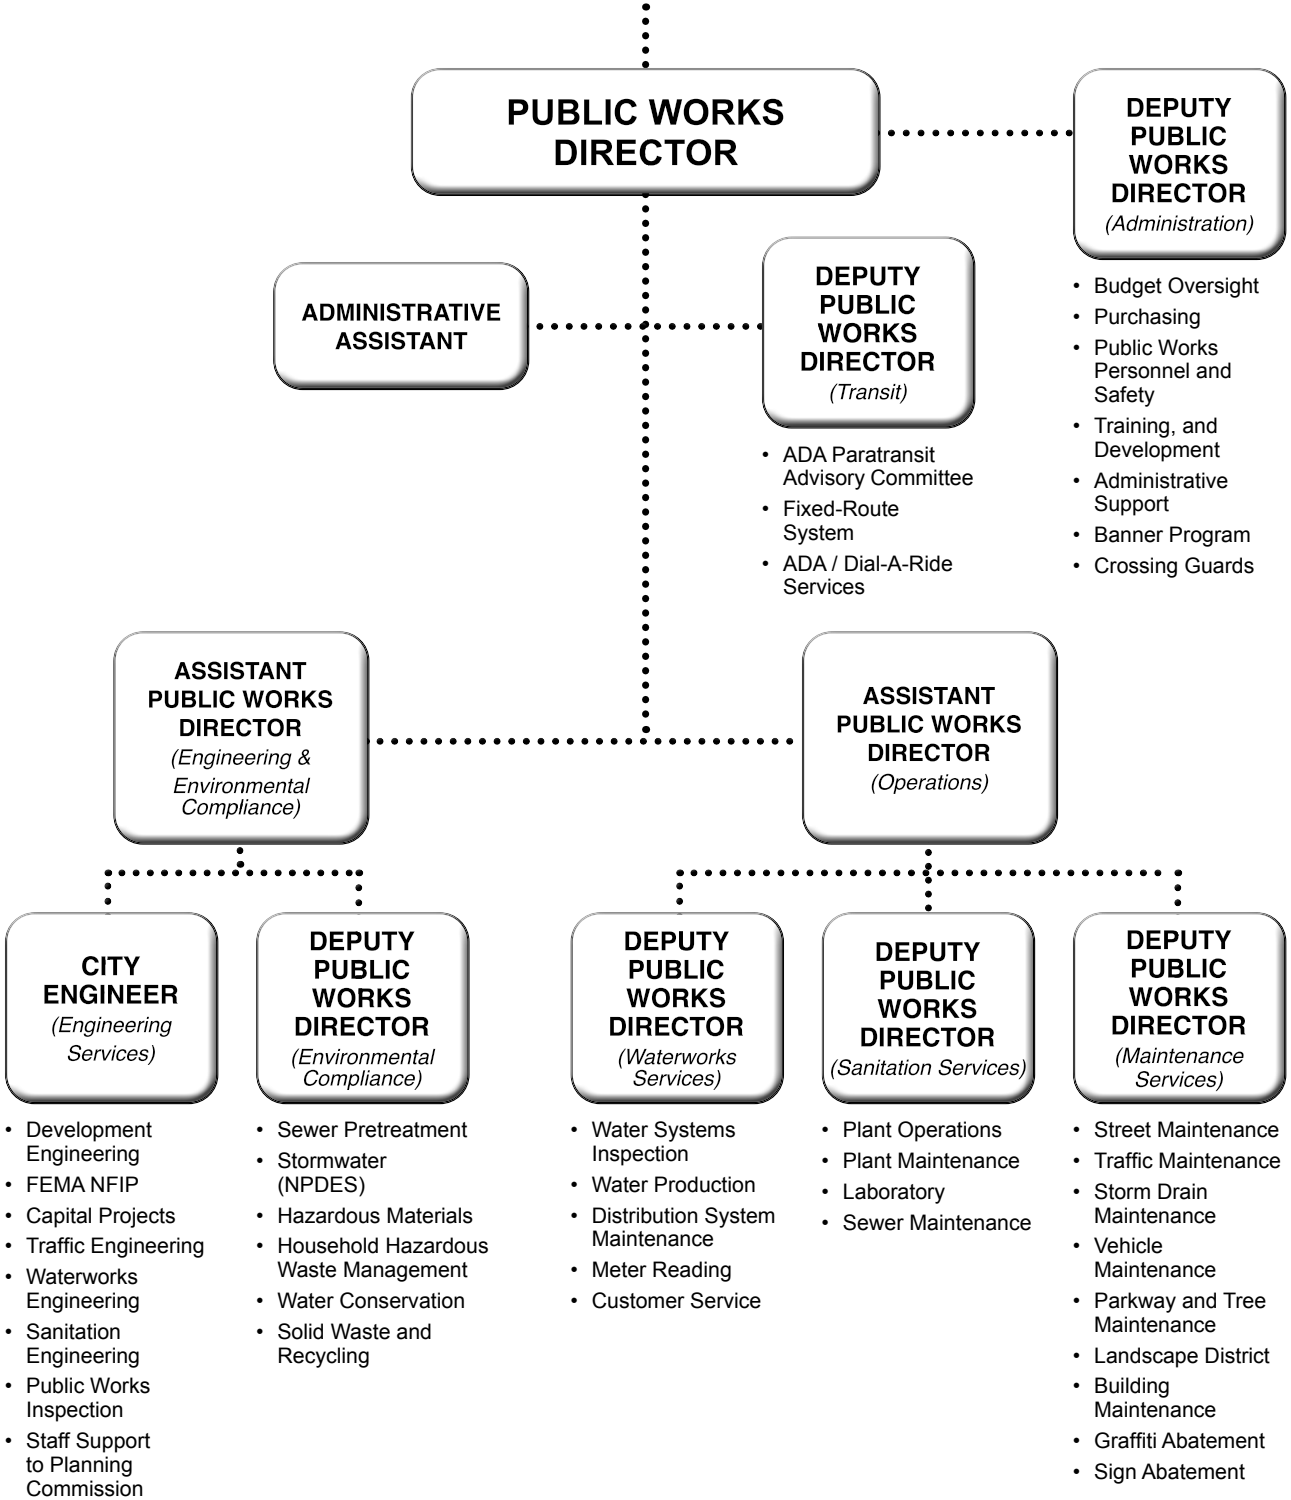 PUBLIC WORKS
DIRECTOR
DEPUTY
PUBLIC
WORKS
DIRECTOR
(Administration)
• Budget Oversight
• Purchasing
• Public Works
Personnel and
Safety
• Training, and
Development
• Administrative
Support
• Banner Program
• Crossing Guards
ADMINISTRATIVE
ASSISTANT
DEPUTY
PUBLIC
WORKS
DIRECTOR
(Transit)
• ADA Paratransit
Advisory Committee
• Fixed-Route
System
• ADA / Dial-A-Ride
Services
ASSISTANT
PUBLIC WORKS
DIRECTOR
(Engineering &
Environmental
Compliance)
ASSISTANT
PUBLIC WORKS
DIRECTOR
(Operations)
CITY
ENGINEER
(Engineering
Services)
• Development
Engineering
• FEMA NFIP
• Capital Projects
• Traffic Engineering
• Waterworks
Engineering
• Sanitation
Engineering
• Public Works
Inspection
• Staff Support
to Planning
Commission
DEPUTY
PUBLIC
WORKS
DIRECTOR
(Environmental
Compliance)
• Sewer Pretreatment
• Stormwater
(NPDES)
• Hazardous Materials
• Household Hazardous
Waste Management
• Water Conservation
• Solid Waste and
Recycling
DEPUTY
PUBLIC
WORKS
DIRECTOR
(Waterworks
Services)
• Water Systems
Inspection
• Water Production
• Distribution System
Maintenance
• Meter Reading
• Customer Service
DEPUTY
PUBLIC
WORKS
DIRECTOR
(Sanitation Services)
• Plant Operations
• Plant Maintenance
• Laboratory
• Sewer Maintenance
DEPUTY
PUBLIC
WORKS
DIRECTOR
(Maintenance
Services)
• Street Maintenance
• Traffic Maintenance
• Storm Drain
Maintenance
• Vehicle
Maintenance
• Parkway and Tree
Maintenance
• Landscape District
• Building
Maintenance
• Graffiti Abatement
• Sign Abatement